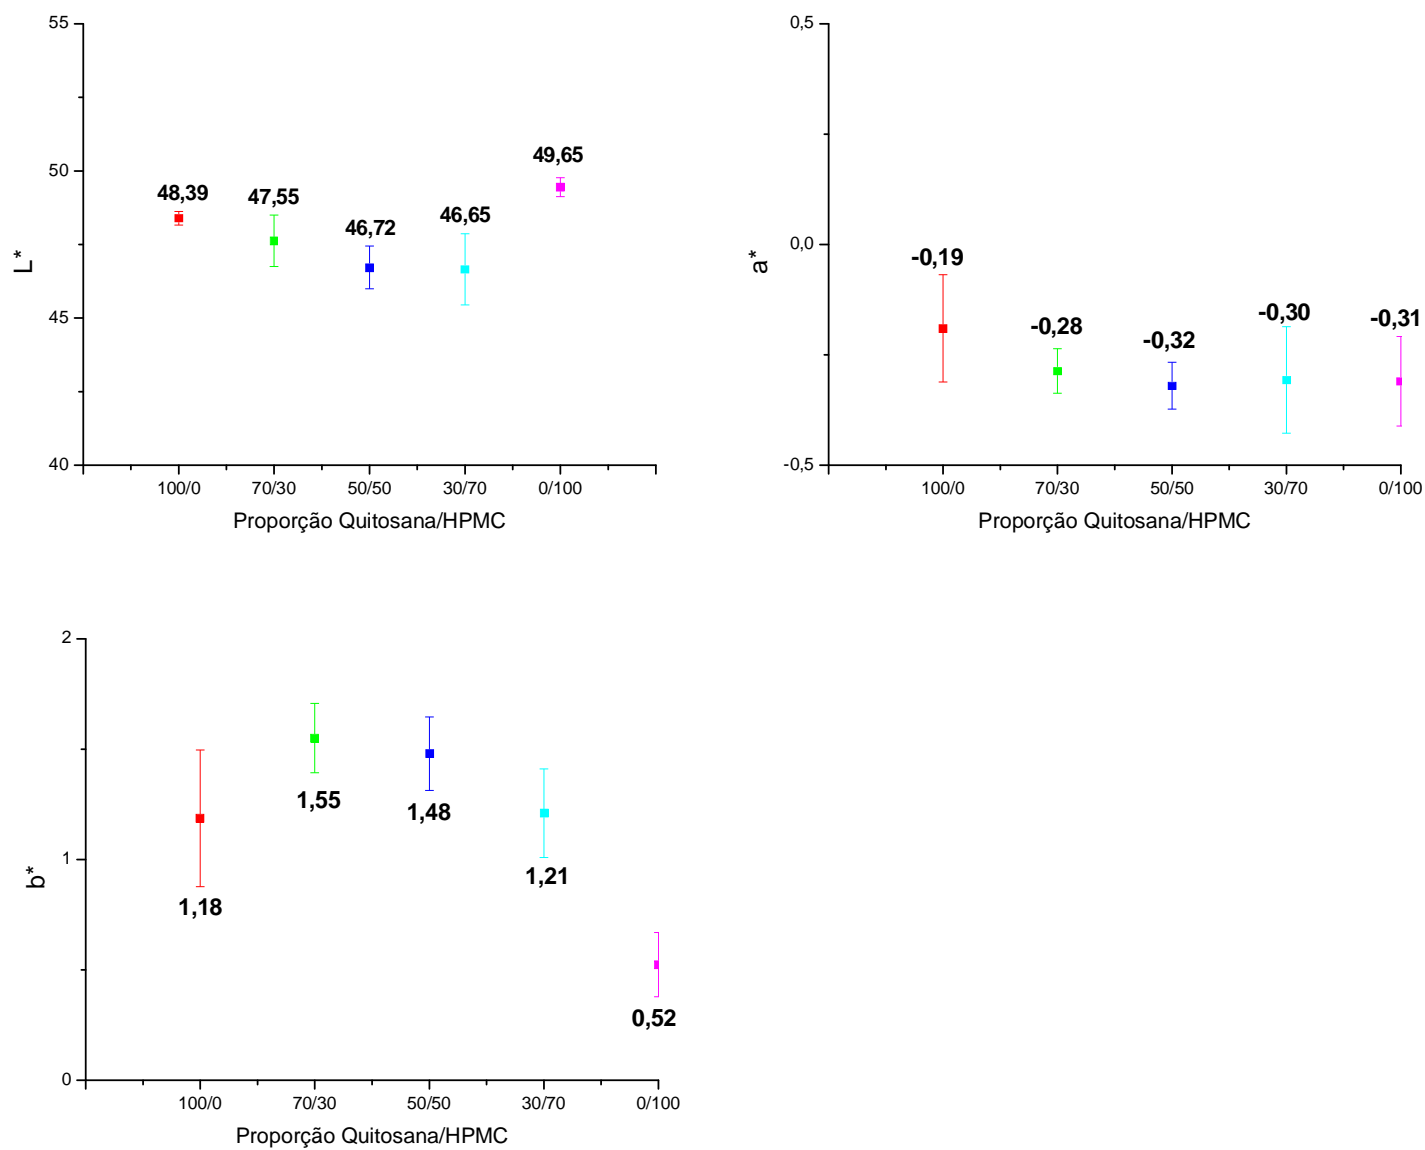 55
50
45
40
L*
48,39
47,55
46,72
46,65
49,65
100/0 70/30 50/50 30/70 0/100
Proporção Quitosana/HPMC
0,5
0,0
-0,5
a*
-0,19
-0,28
-0,32
-0,30
-0,31
100/0 70/30 50/50 30/70 0/100
Proporção Quitosana/HPMC
2
1
0
b*
1,18
1,55
1,48
1,21
0,52
100/0 70/30 50/50 30/70 0/100
Proporção Quitosana/HPMC